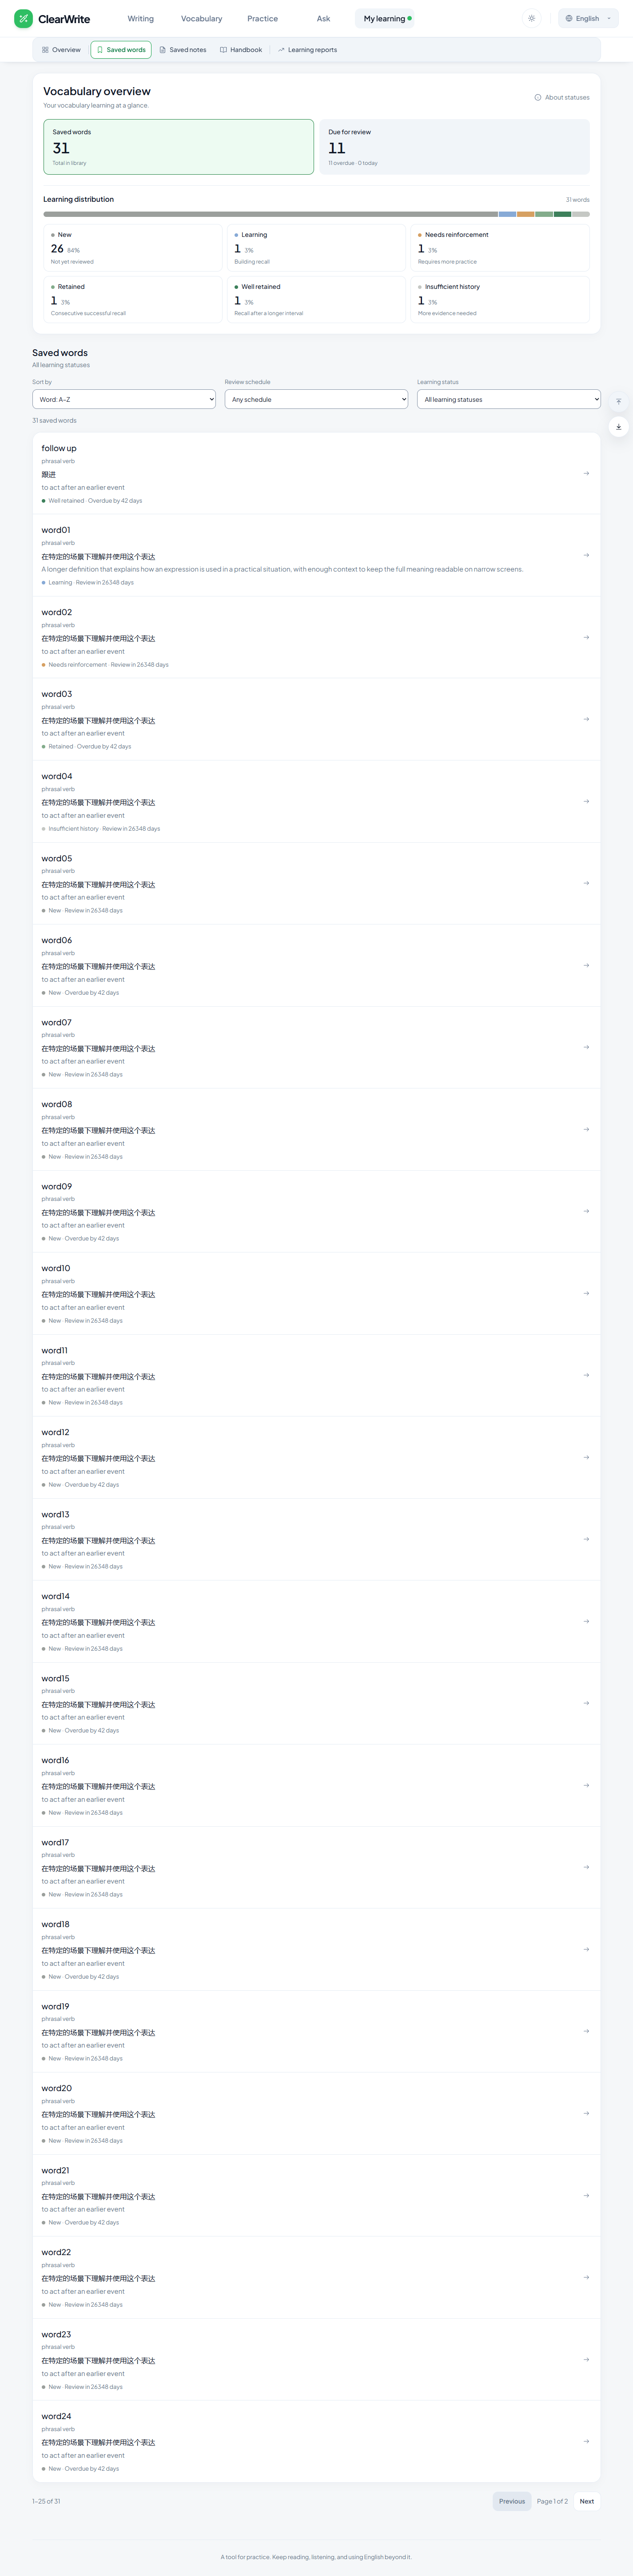 ClearWrite
Writing
Vocabulary
Practice
Ask
My learning
English
Overview
Saved words
Saved notes
Handbook
Learning reports
Vocabulary overview
Your vocabulary learning at a glance.
About statuses
Saved words
31
Total in library
Due for review
11
11 overdue · 0 today
Learning distribution
31 words
New
26 84%
Not yet reviewed
Learning
1 3%
Building recall
Needs reinforcement
1 3%
Requires more practice
Retained
1 3%
Consecutive successful recall
Well retained
1 3%
Recall after a longer interval
Insufficient history
1 3%
More evidence needed
Saved words
All learning statuses
Sort by
Word: A–Z
Review schedule
Any schedule
Learning status
All learning statuses
31 saved words
follow up
phrasal verb
跟进
to act after an earlier event
Well retained · Overdue by 42 days
word01
phrasal verb
在特定的场景下理解并使用这个表达
A longer definition that explains how an expression is used in a practical situation, with enough context to keep the full meaning readable on narrow screens.
Learning · Review in 26348 days
word02
phrasal verb
在特定的场景下理解并使用这个表达
to act after an earlier event
Needs reinforcement · Review in 26348 days
word03
phrasal verb
在特定的场景下理解并使用这个表达
to act after an earlier event
Retained · Overdue by 42 days
word04
phrasal verb
在特定的场景下理解并使用这个表达
to act after an earlier event
Insufficient history · Review in 26348 days
word05
phrasal verb
在特定的场景下理解并使用这个表达
to act after an earlier event
New · Review in 26348 days
word06
phrasal verb
在特定的场景下理解并使用这个表达
to act after an earlier event
New · Overdue by 42 days
word07
phrasal verb
在特定的场景下理解并使用这个表达
to act after an earlier event
New · Review in 26348 days
word08
phrasal verb
在特定的场景下理解并使用这个表达
to act after an earlier event
New · Review in 26348 days
word09
phrasal verb
在特定的场景下理解并使用这个表达
to act after an earlier event
New · Overdue by 42 days
word10
phrasal verb
在特定的场景下理解并使用这个表达
to act after an earlier event
New · Review in 26348 days
word11
phrasal verb
在特定的场景下理解并使用这个表达
to act after an earlier event
New · Review in 26348 days
word12
phrasal verb
在特定的场景下理解并使用这个表达
to act after an earlier event
New · Overdue by 42 days
word13
phrasal verb
在特定的场景下理解并使用这个表达
to act after an earlier event
New · Review in 26348 days
word14
phrasal verb
在特定的场景下理解并使用这个表达
to act after an earlier event
New · Review in 26348 days
word15
phrasal verb
在特定的场景下理解并使用这个表达
to act after an earlier event
New · Overdue by 42 days
word16
phrasal verb
在特定的场景下理解并使用这个表达
to act after an earlier event
New · Review in 26348 days
word17
phrasal verb
在特定的场景下理解并使用这个表达
to act after an earlier event
New · Review in 26348 days
word18
phrasal verb
在特定的场景下理解并使用这个表达
to act after an earlier event
New · Overdue by 42 days
word19
phrasal verb
在特定的场景下理解并使用这个表达
to act after an earlier event
New · Review in 26348 days
word20
phrasal verb
在特定的场景下理解并使用这个表达
to act after an earlier event
New · Review in 26348 days
word21
phrasal verb
在特定的场景下理解并使用这个表达
to act after an earlier event
New · Overdue by 42 days
word22
phrasal verb
在特定的场景下理解并使用这个表达
to act after an earlier event
New · Review in 26348 days
word23
phrasal verb
在特定的场景下理解并使用这个表达
to act after an earlier event
New · Review in 26348 days
word24
phrasal verb
在特定的场景下理解并使用这个表达
to act after an earlier event
New · Overdue by 42 days
1–25 of 31
Previous
Page 1 of 2
Next
A tool for practice. Keep reading, listening, and using English beyond it.